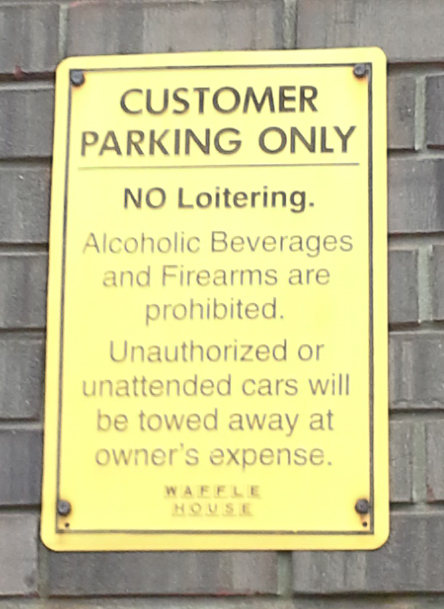 CUSTOMER
PARKING ONLY
NO Loitering.
Alcoholic Beverages
and Firearms are
prohibited.
Unauthorized or
unattended cars will
be towed away at
owner's expense.
WAFFLE
HOUSE